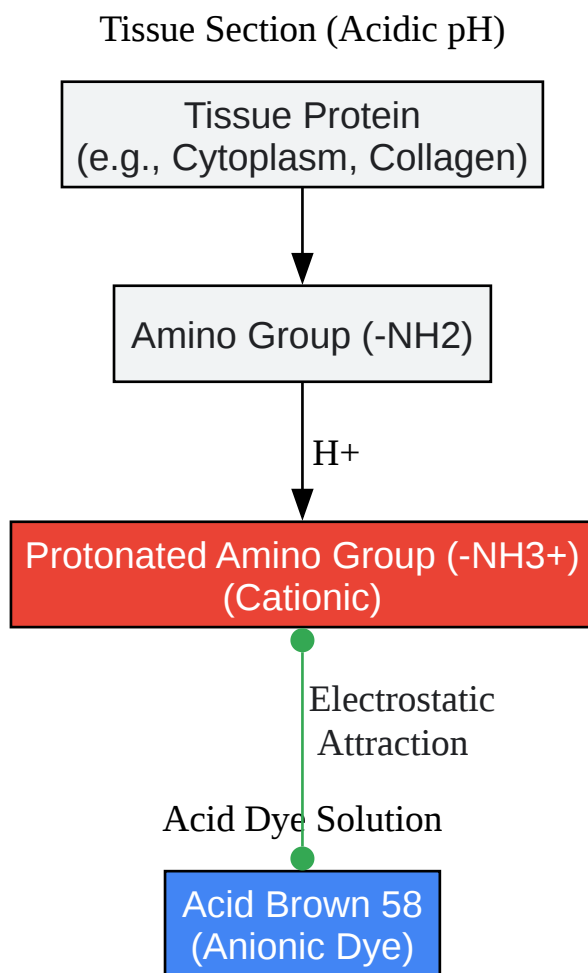 Tissue Section (Acidic pH)
Tissue Protein
(e.g., Cytoplasm, Collagen)
Amino Group (-NH2)
H+
Protonated Amino Group (-NH3+)
(Cationic)
Electrostatic
Attraction
Acid Dye Solution
Acid Brown 58
(Anionic Dye)